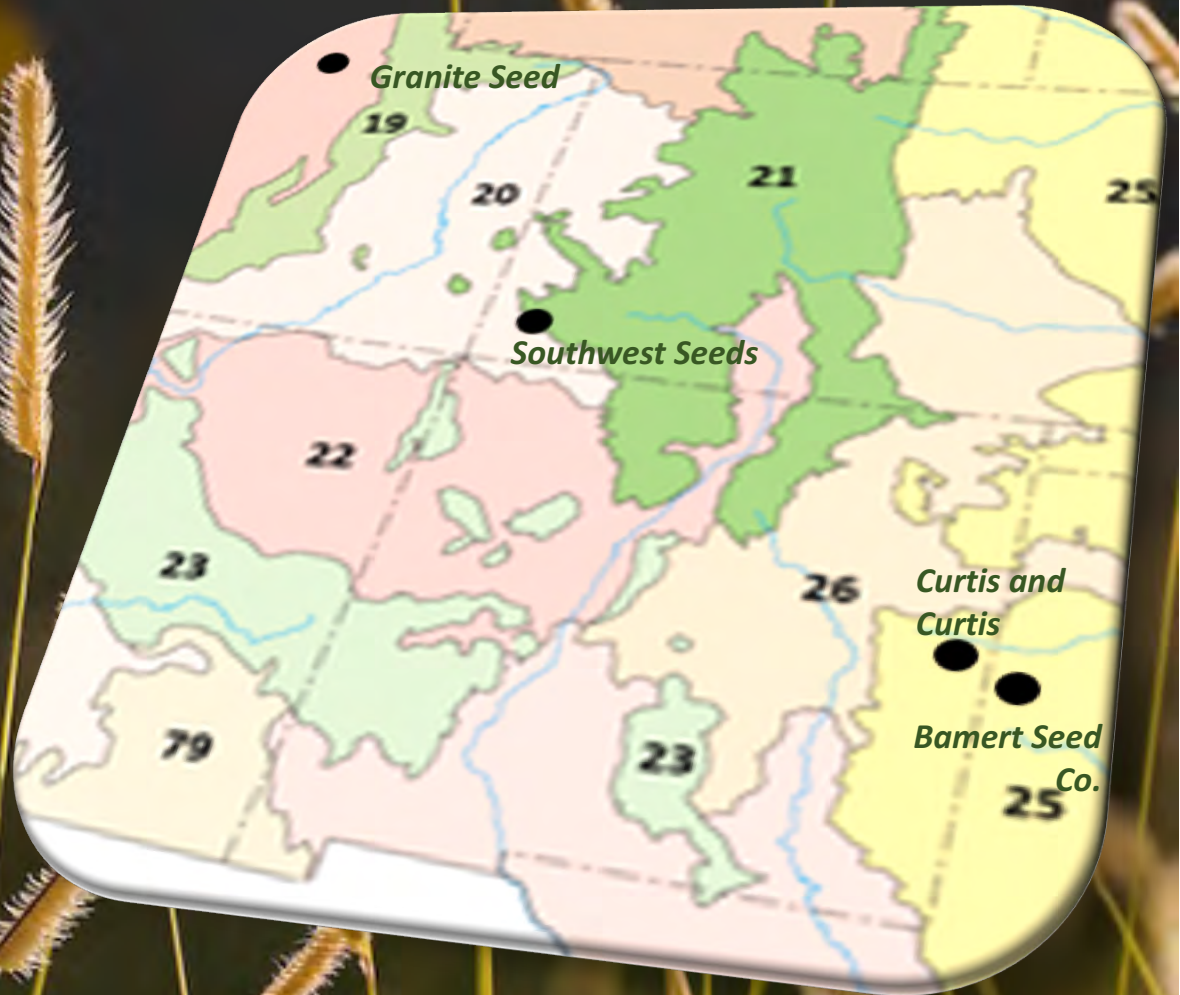 Granite Seed
19
20
21
25
Southwest Seeds
22
23
26
Curtis and
Curtis
79
23
Bamert Seed
Co.
25